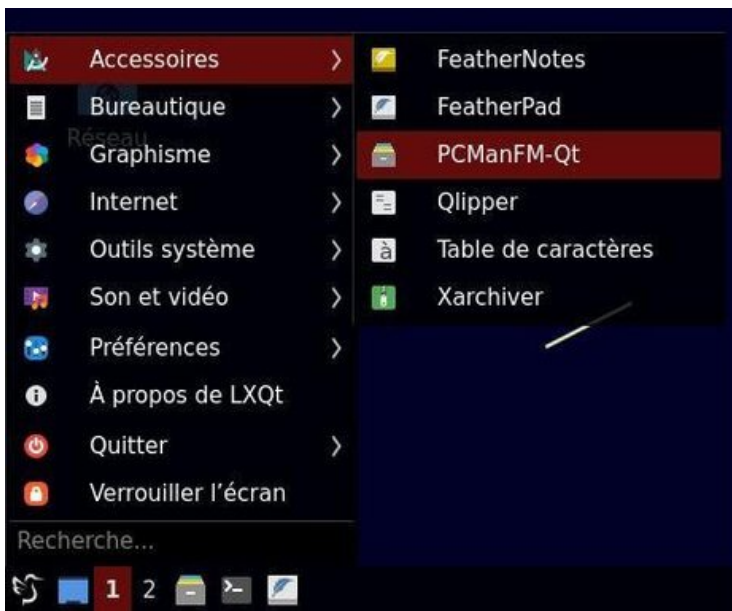 Accessoires
Bureautique
Réseau
Graphisme
Internet
Outils système
Son et vidéo
Préférences
À propos de LXQt
Quitter
Verrouiller l’écran
Recherche...
FeatherNotes
FeatherPad
PCManFM-Qt
Qlipper
à Table de caractères
Xarchiver
1 2